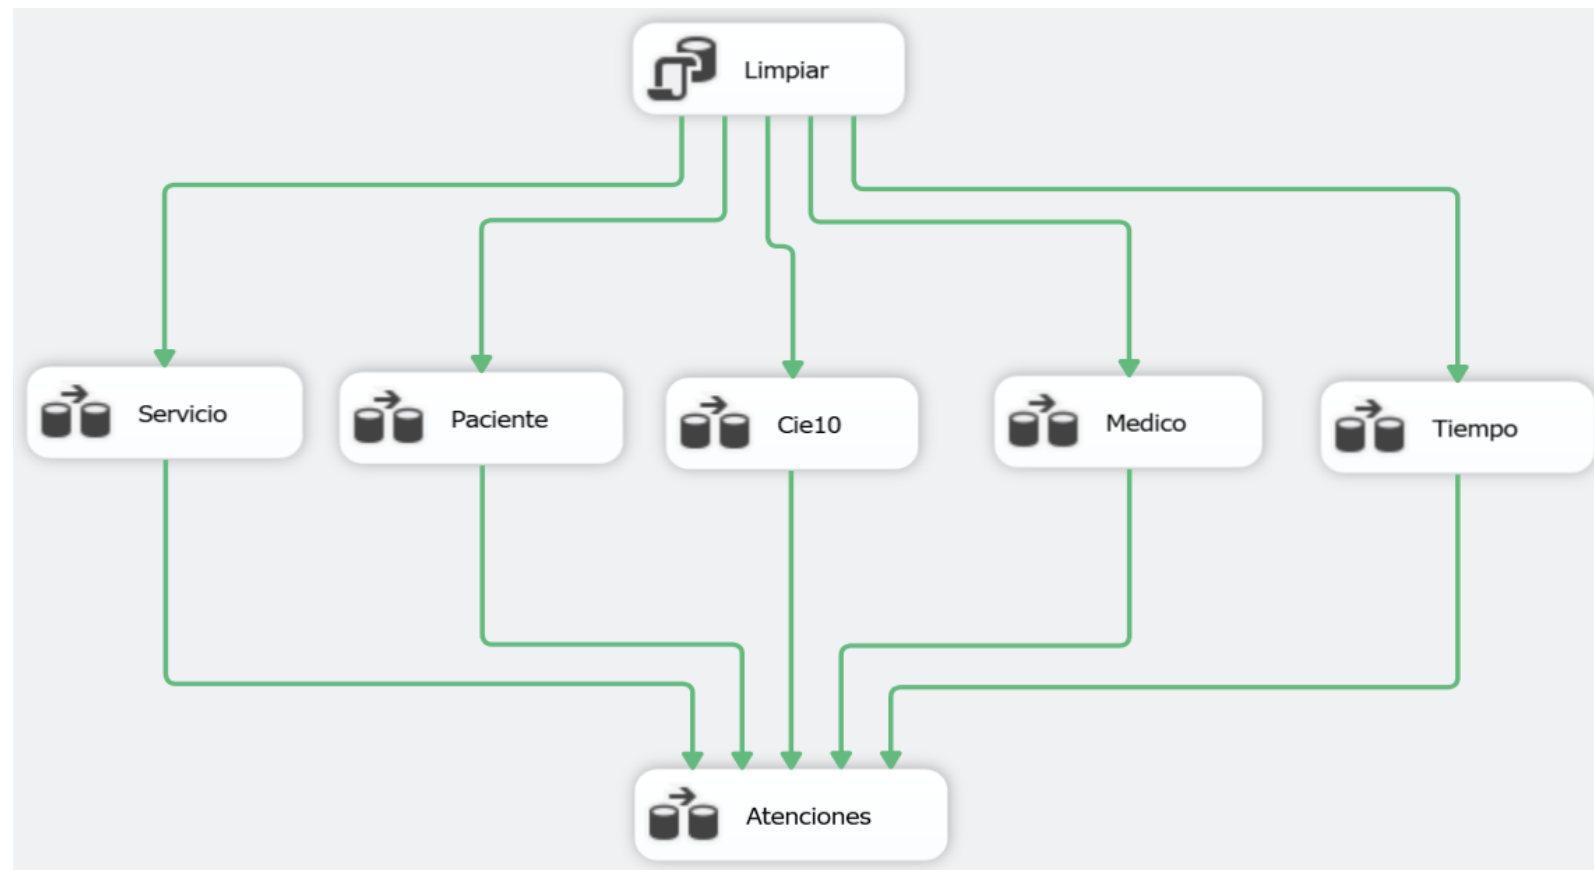 Limpiar
Servicio
Paciente
Cie10
Medico
Tiempo
Atenciones